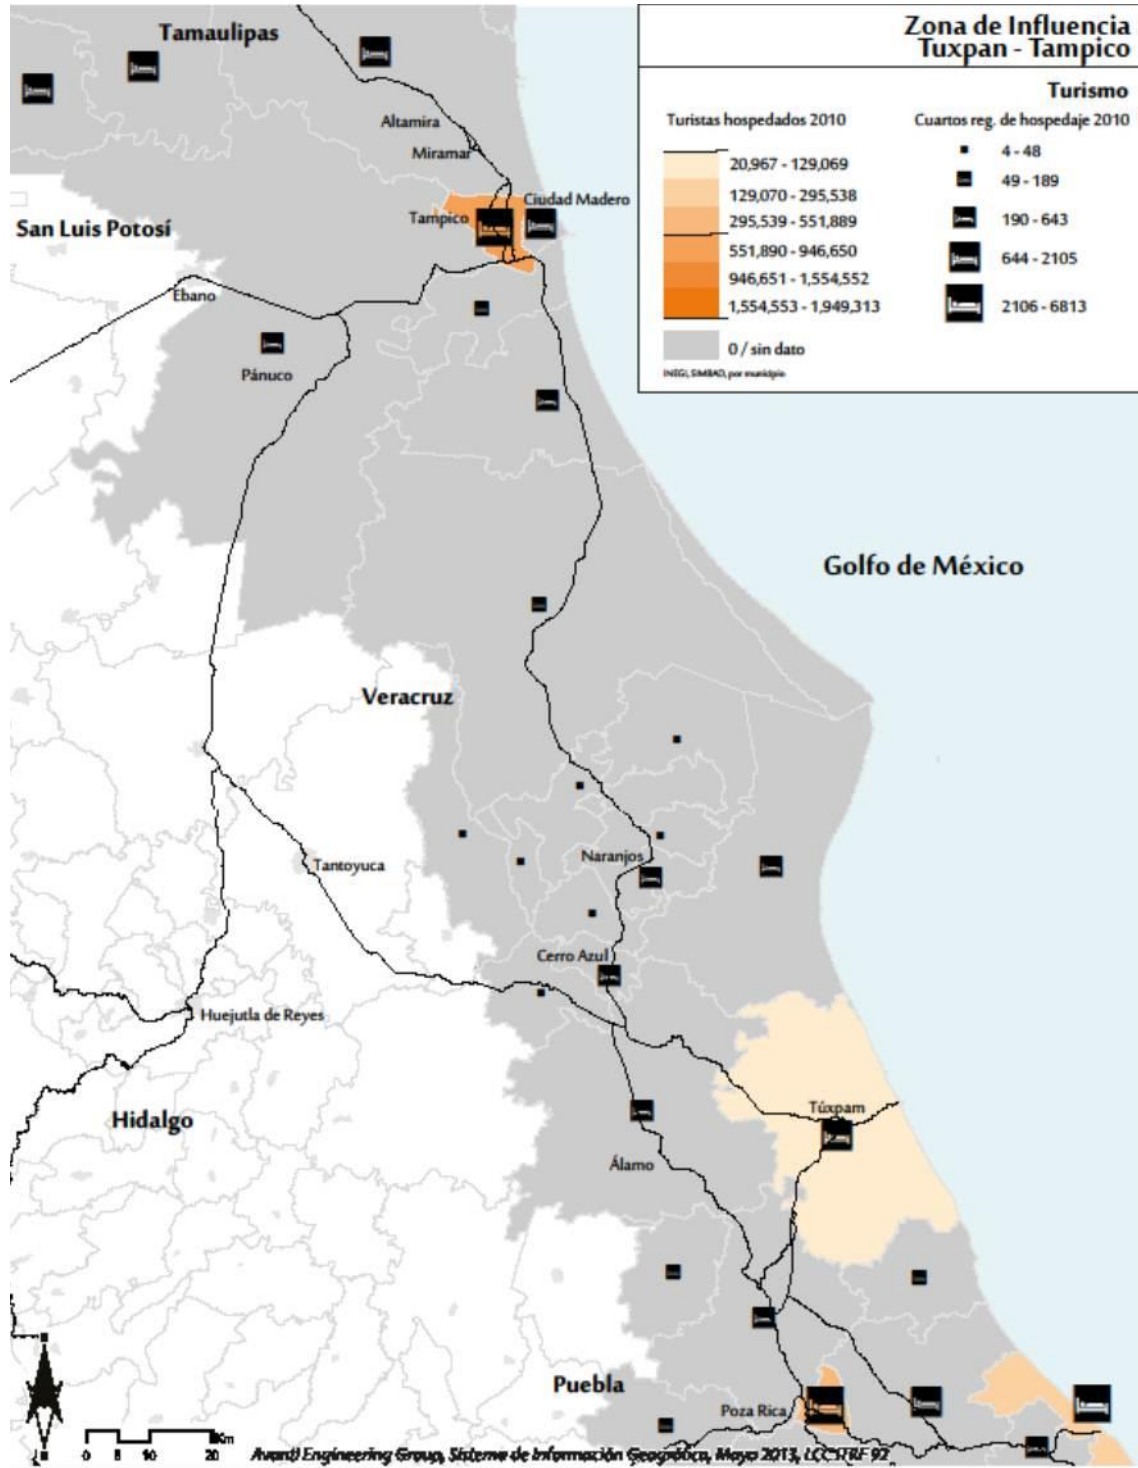 Zona de Influencia
Tuxpan - Tampico
Turismo
Turistas hospedados 2010
20,967 - 129,069
129,070 - 295,538
295,539 - 551,889
551,890 - 946,650
946,651 - 1,554,552
1,554,553 - 1,949,313
0 / sin dato
INEGI, SIMBAD, por municipio
Cuartos reg. de hospedaje 2010
4 - 48
49 - 189
190 - 643
644 - 2105
2106 - 6813
Tamaulipas
Altamira
Miramar
Ciudad Madero
Tampico
San Luis Potosí
Ebano
Pánuco
Golfo de México
Veracruz
Naranjos
Tantoyuca
Cerro Azul
Huejutla de Reyes
Hidalgo
Túxpam
Álamo
Puebla
Poza Rica
0 5 10 20 Km
Avanti Engineering Group, Sistema de Información Geográfica, Mayo 2013, LCC ITRF 92